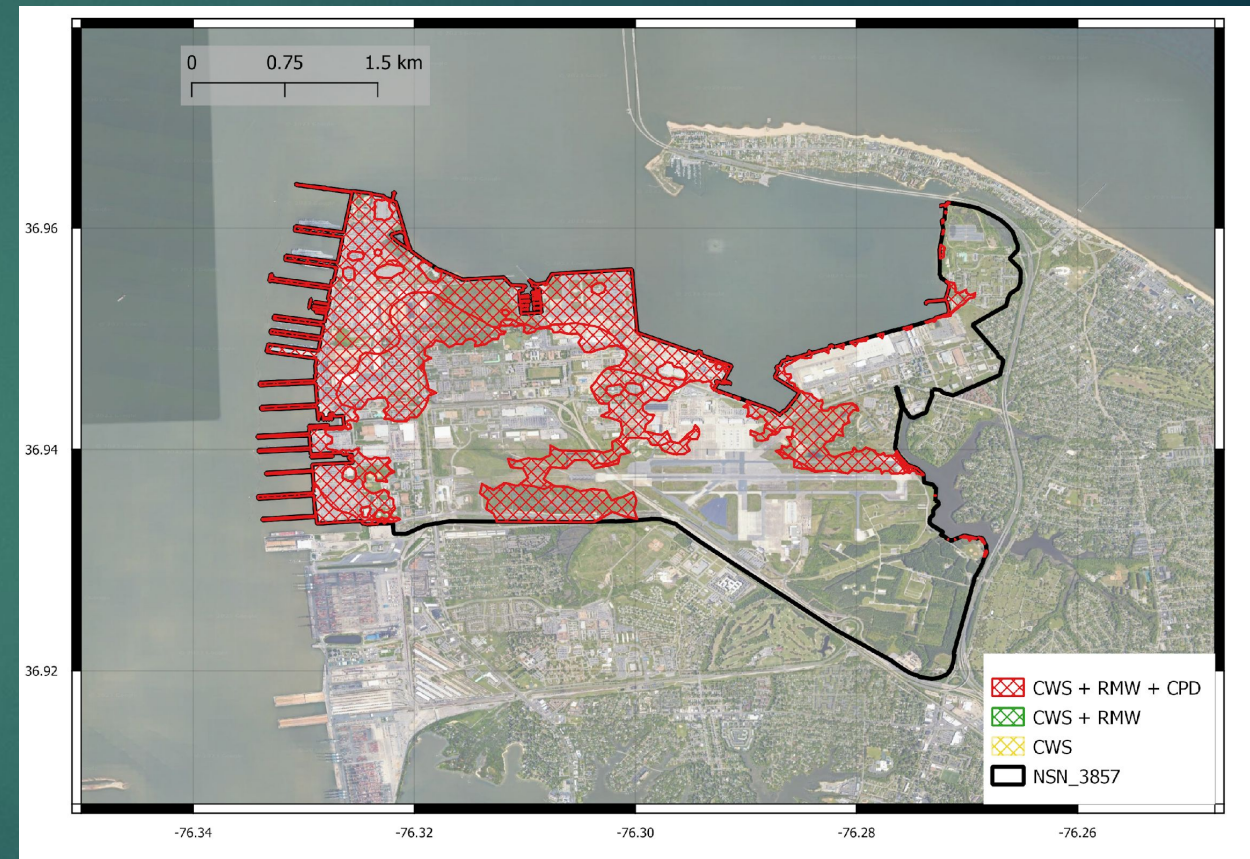 0 0.75 1.5 km
36.96
36.94
36.92
-76.34 -76.32 -76.30 -76.28 -76.26
CWS + RMW + CPD
CWS + RMW
CWS
NSN_3857